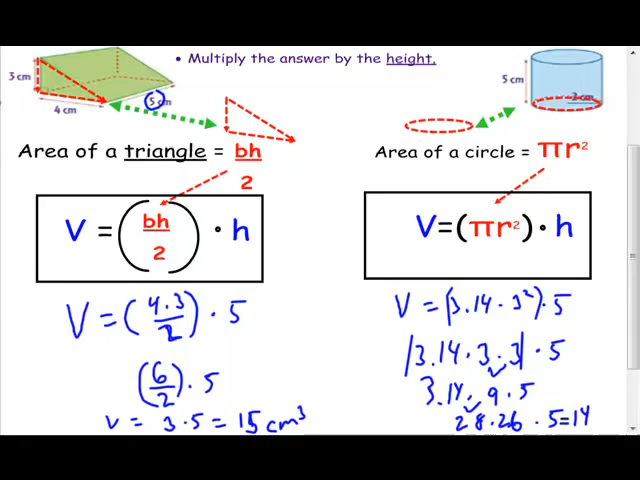 • Multiply the answer by the height.
3 cm
4 cm
5 cm
5 cm
Area of a triangle = bh
2
Area of a circle = πr²
V = (bh
2) · h
V=(πr²) · h
V = (4·3
2) · 5
(6
2) · 5
V = 3·5 = 15 cm³
V = (3.14 · 3²) · 5
(3.14 · 3 · 3) · 5
3.14 · 9 · 5
28.26 · 5=14